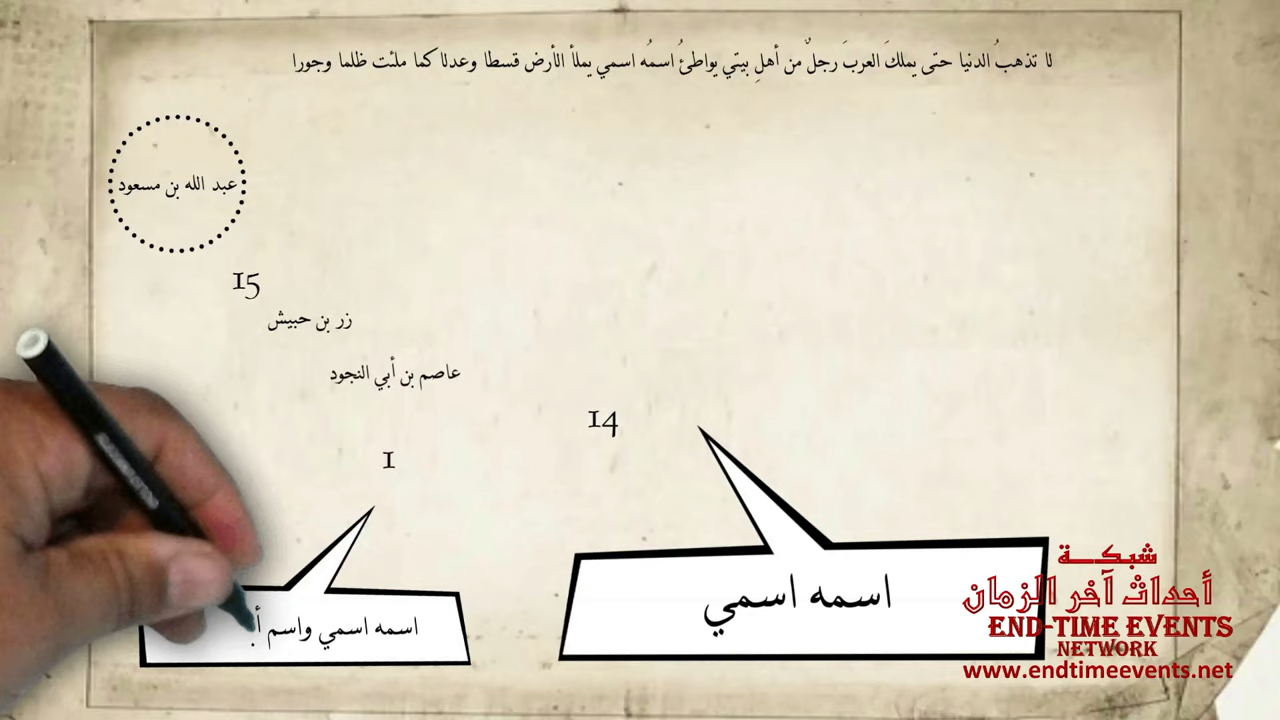 لا تذهبُ الدنيا حتى يملكَ العربَ رجلٌ من أهلِ بيتي يواطئُ اسمُه اسمي يملأ الأرض قسطا وعدلا كما ملئت ظلما وجورا
عبد الله بن مسعود
15
زر بن حبيش
عاصم بن أبي النجود
14
1
اسمه اسمي
اسمه اسمي واسم أ
شبكة
أحداث آخر الزمان
END-TIME EVENTS
NETWORK
www.endtimeevents.net